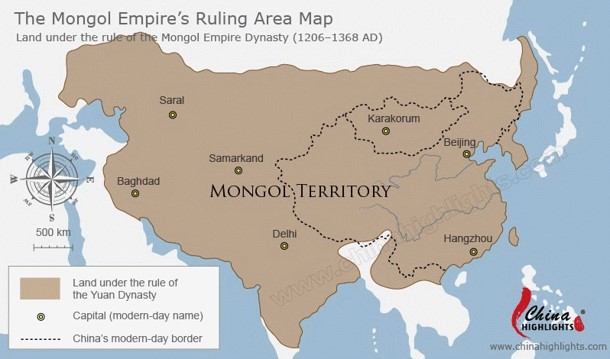 The Mongol Empire's Ruling Area Map
Land under the rule of the Mongol Empire Dynasty (1206–1368 AD)
Saral
Karakorum
Beijing
Samarkand
Baghdad
MONGOL TERRITORY
Delhi
Hangzhou
N
W
E
S
500 km
Land under the rule of
the Yuan Dynasty
Capital (modern-day name)
China's modern-day border
China
HIGHLIGHTS
www.chinahighlights.com
www.chinahighlights.com